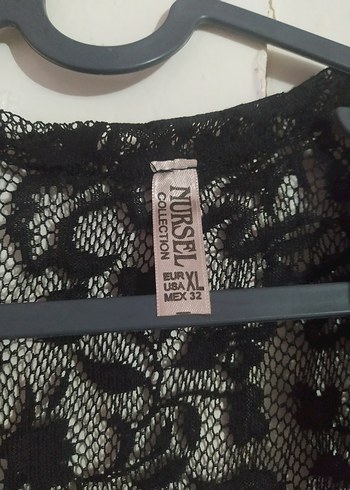 NURSEL
COLLECTION
EUR
USA XL
MEX 32